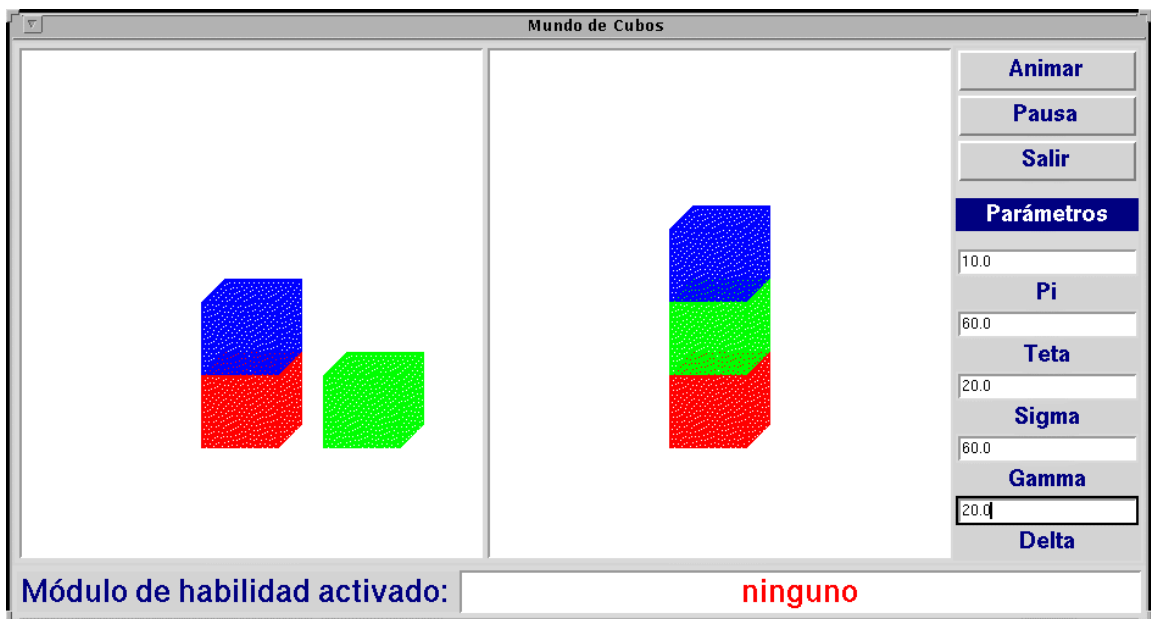 Mundo de Cubos
Animar
Pausa
Salir
Parámetros
10.0
Pi
60.0
Teta
20.0
Sigma
60.0
Gamma
20.0
Delta
Módulo de habilidad activado: ninguno